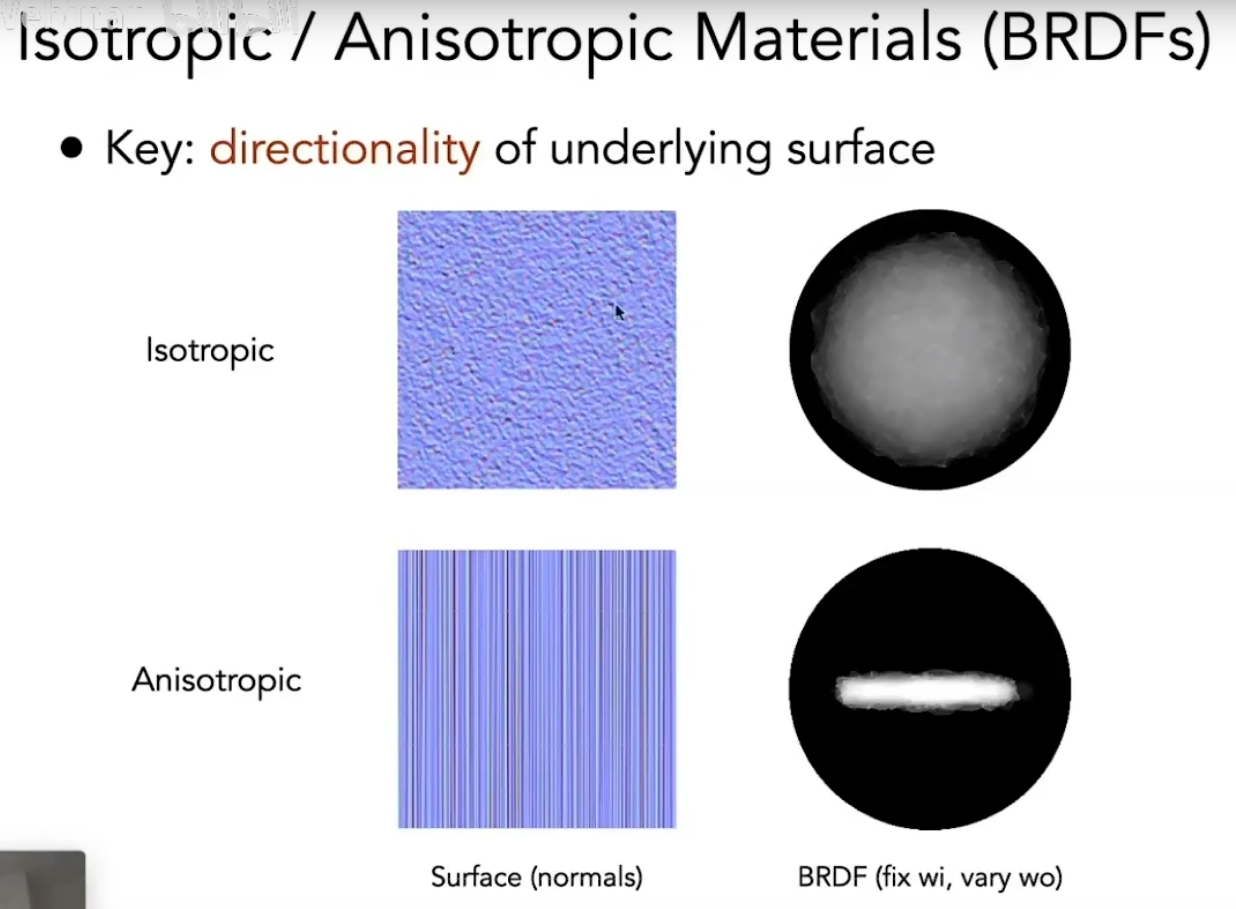 Isotropic / Anisotropic Materials (BRDFs)
• Key: directionality of underlying surface
Isotropic
Anisotropic
Surface (normals)
BRDF (fix wi, vary wo)